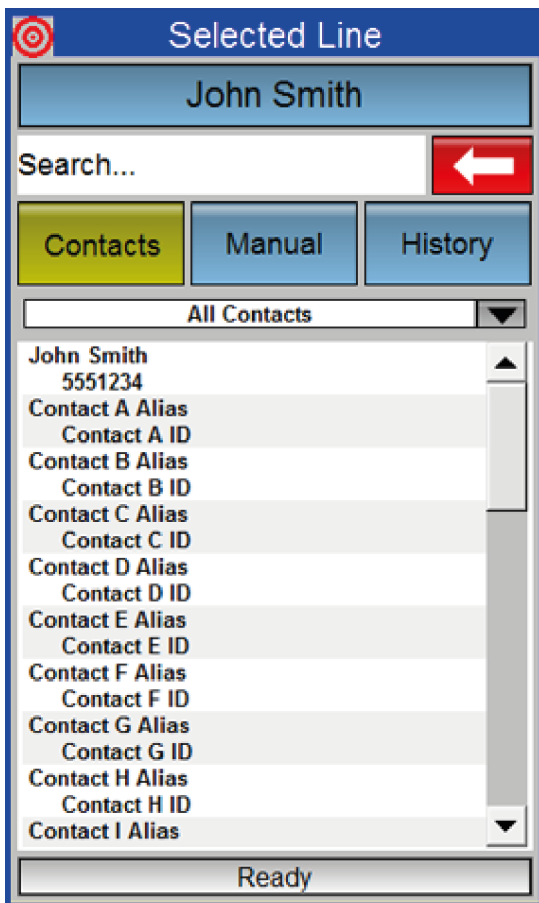 Selected Line
John Smith
Search...
Contacts Manual History
All Contacts
John Smith
5551234
Contact A Alias
Contact A ID
Contact B Alias
Contact B ID
Contact C Alias
Contact C ID
Contact D Alias
Contact D ID
Contact E Alias
Contact E ID
Contact F Alias
Contact F ID
Contact G Alias
Contact G ID
Contact H Alias
Contact H ID
Contact I Alias
Ready